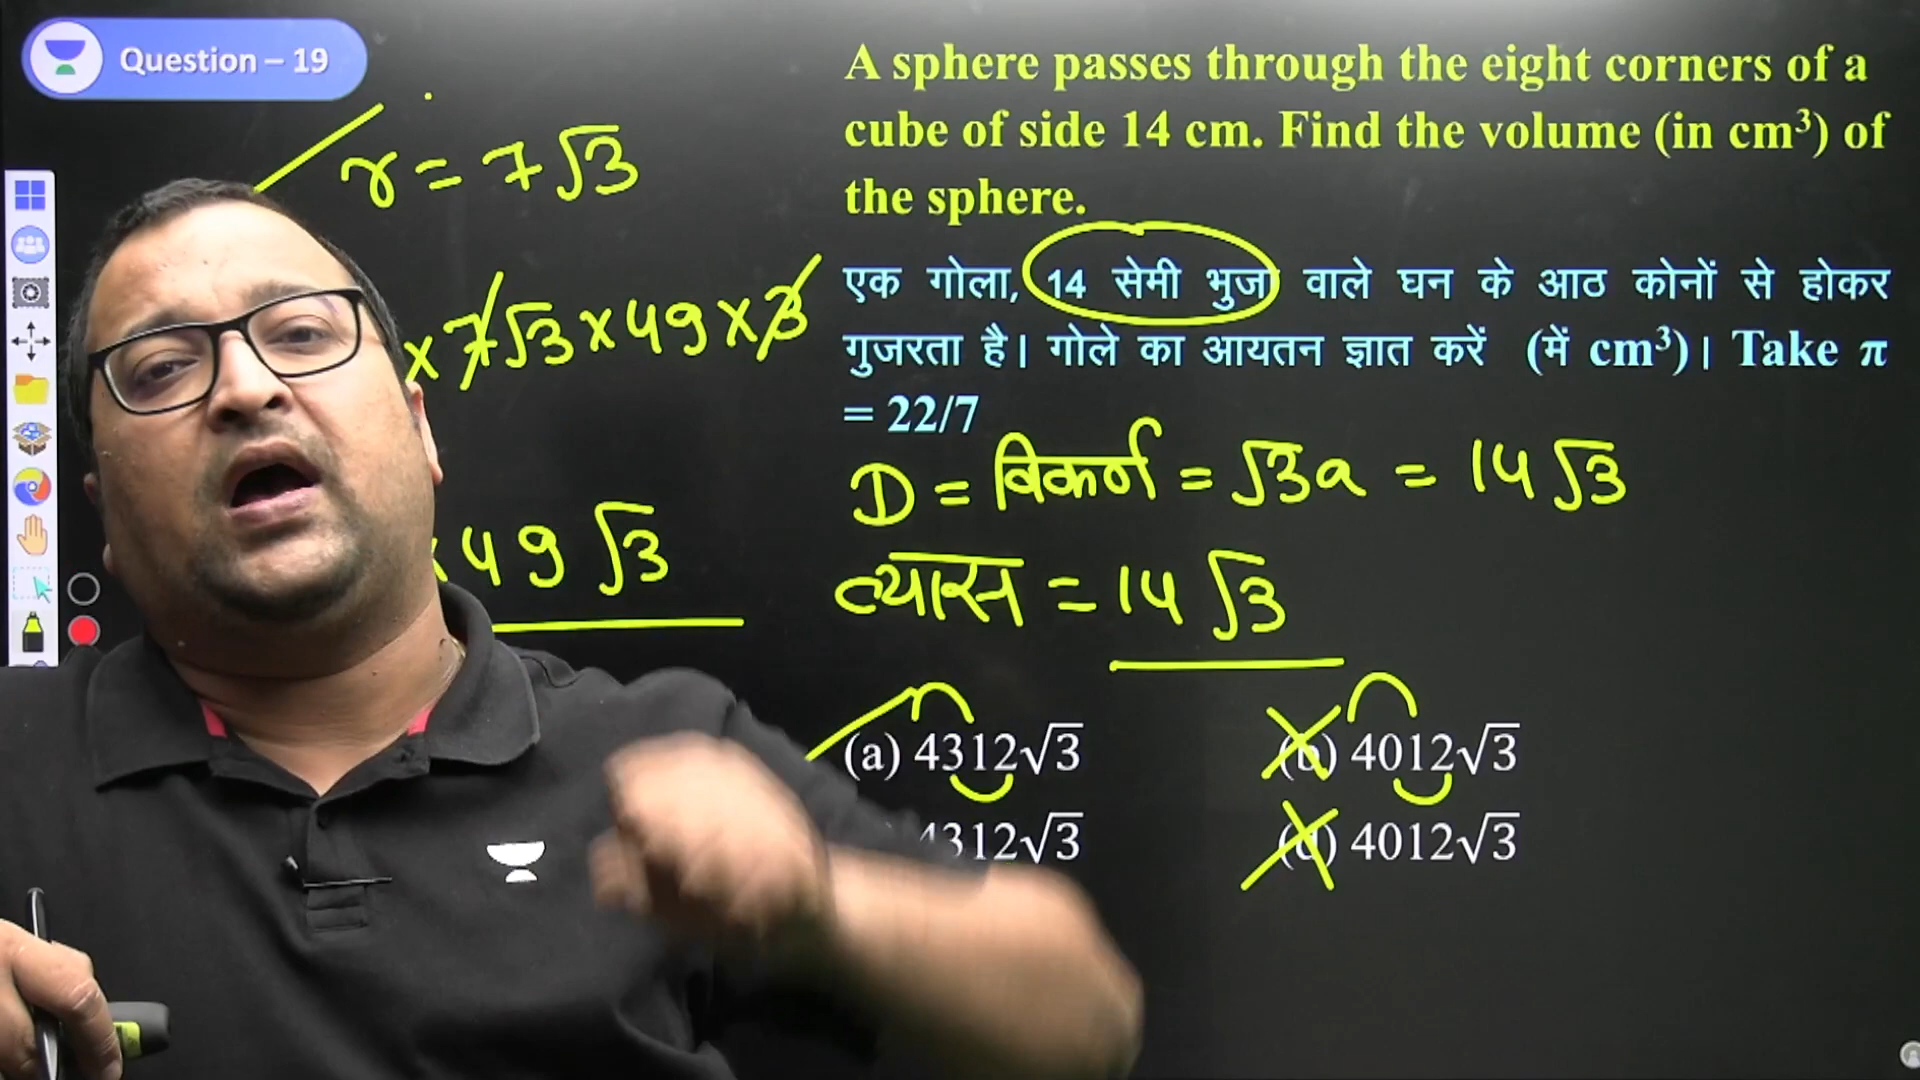 Question – 19
A sphere passes through the eight corners of a
cube of side 14 cm. Find the volume (in cm³) of
the sphere.
एक गोला, 14 सेमी भुजा वाले घन के आठ कोनों से होकर
गुजरता है। गोले का आयतन ज्ञात करें (में cm³)। Take π
= 22/7
r = 7√3
× 7√3 × 49 × 3
×49√3
D = विकर्ण = √3a = 14√3
व्यास = 14√3
(a) 4312√3
(b) 4012√3
4312√3
(d) 4012√3